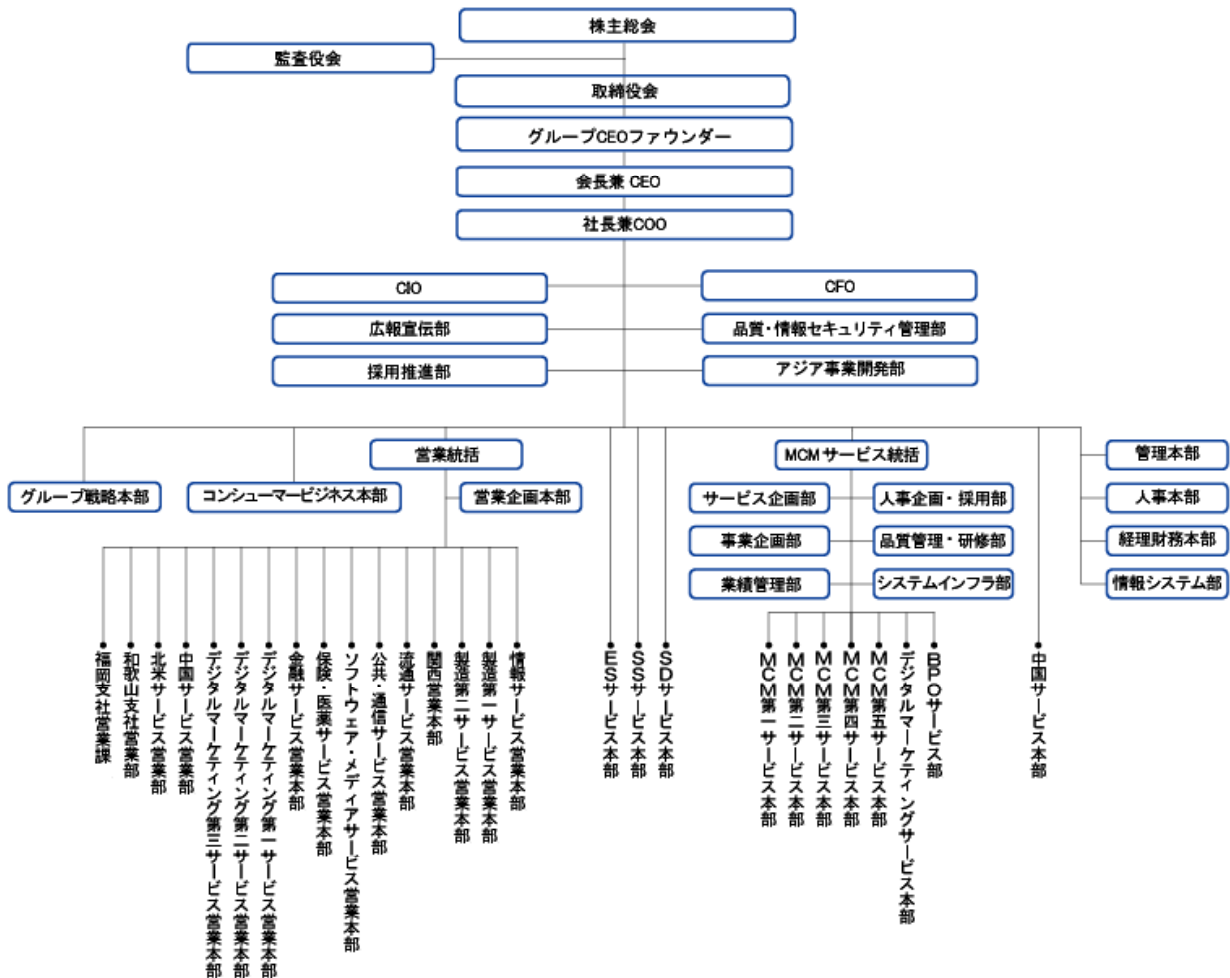 株主総会
監査役会
取締役会
グループCEOファウンダー
会長兼 CEO
社長兼COO
CIO
CFO
広報宣伝部
品質・情報セキュリティ管理部
採用推進部
アジア事業開発部
営業統括
MCM サービス統括
管理本部
グループ戦略本部
コンシューマービジネス本部
営業企画本部
サービス企画部
人事企画・採用部
人事本部
事業企画部
品質管理・研修部
経理財務本部
業績管理部
システムインフラ部
情報システム部
福岡支社営業課
和歌山支社営業部
北米サービス営業部
中国サービス営業部
デジタルマーケティング第三サービス営業本部
デジタルマーケティング第二サービス営業本部
デジタルマーケティング第一サービス営業本部
金融サービス営業本部
保険・医薬サービス営業本部
ソフトウェア・メディアサービス営業本部
公共・通信サービス営業本部
流通サービス営業本部
関西営業本部
製造第二サービス営業本部
製造第一サービス営業本部
情報サービス営業本部
ESサービス本部
SSサービス本部
SDサービス本部
MCM第一サービス本部
MCM第二サービス本部
MCM第三サービス本部
MCM第四サービス本部
MCM第五サービス本部
デジタルマーケティングサービス本部
BPOサービス部
中国サービス本部